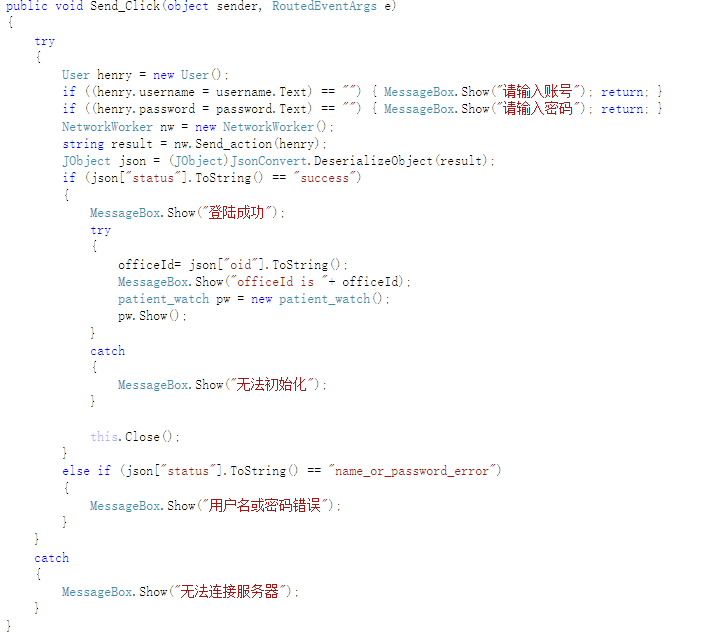 public void Send_Click(object sender, RoutedEventArgs e)
{
    try
    {
        User henry = new User();
        if ((henry.username = username.Text) == "") { MessageBox.Show("请输入账号"); return; }
        if ((henry.password = password.Text) == "") { MessageBox.Show("请输入密码"); return; }
        NetworkWorker nw = new NetworkWorker();
        string result = nw.Send_action(henry);
        JObject json = (JObject)JsonConvert.DeserializeObject(result);
        if (json["status"].ToString() == "success")
        {
            MessageBox.Show("登陆成功");
            try
            {
                officeId= json["oid"].ToString();
                MessageBox.Show("officeId is "+ officeId);
                patient_watch pw = new patient_watch();
                pw.Show();
            }
            catch
            {
                MessageBox.Show("无法初始化");
            }

            this.Close();
        }
        else if (json["status"].ToString() == "name_or_password_error")
        {
            MessageBox.Show("用户名或密码错误");
        }
    }
    catch
    {
        MessageBox.Show("无法连接服务器");
    }
}